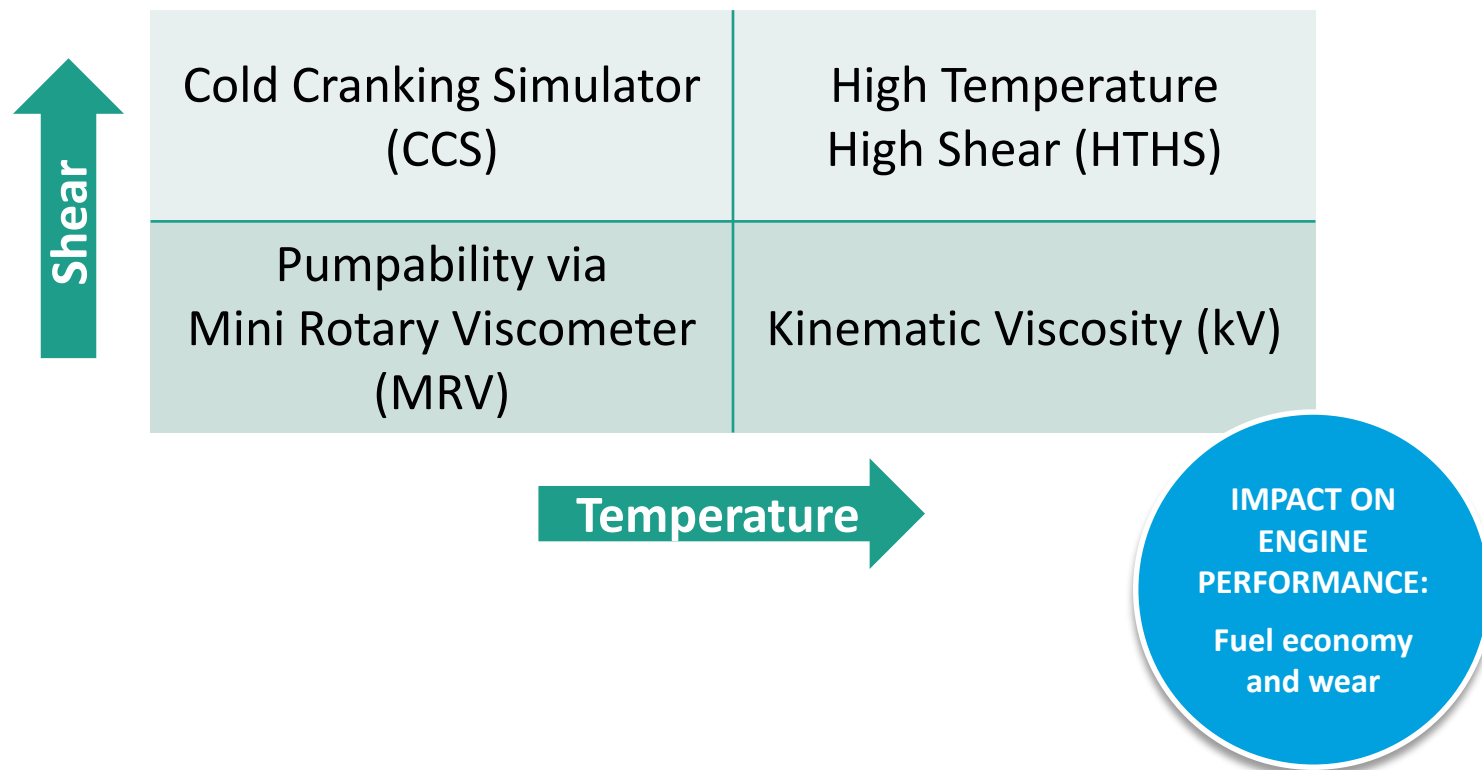 Shear
Cold Cranking Simulator
(CCS)
High Temperature
High Shear (HTHS)
Pumpability via
Mini Rotary Viscometer
(MRV)
Kinematic Viscosity (kV)
Temperature
IMPACT ON
ENGINE
PERFORMANCE:
Fuel economy
and wear